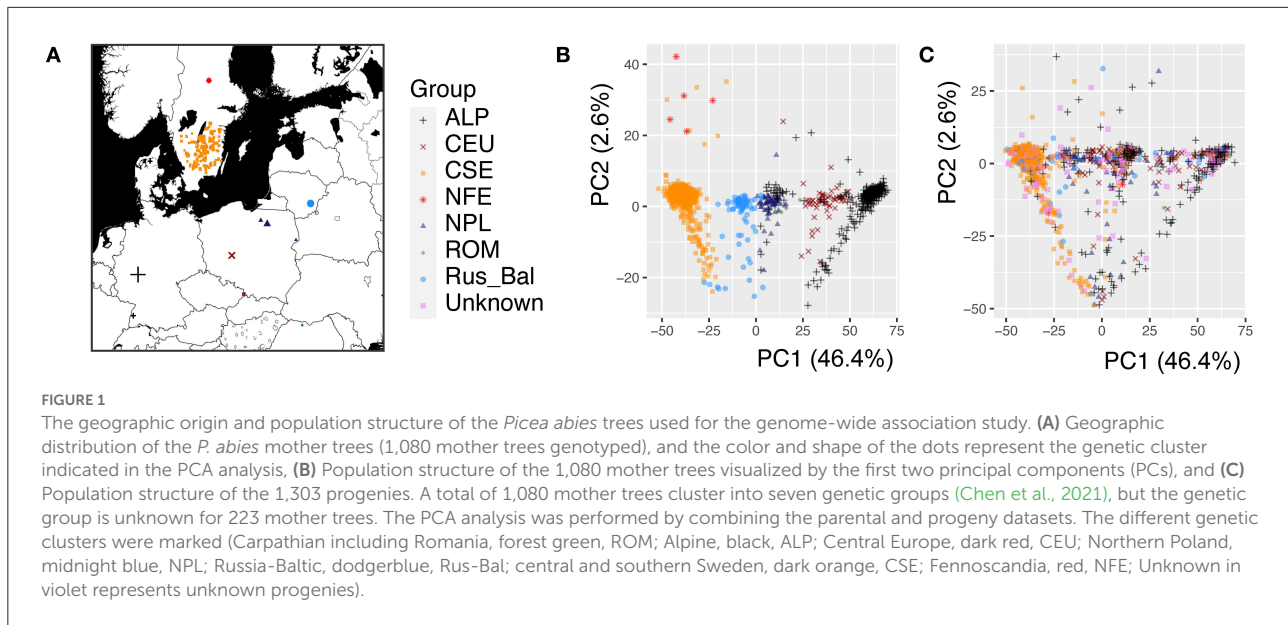 A
Group
ALP
CEU
CSE
NFE
NPL
ROM
Rus_Bal
Unknown
B
PC2 (2.6%)
40
20
0
−20
−50
−25
0
25
50
75
PC1 (46.4%)
C
PC2 (2.6%)
25
0
−25
−50
−50
−25
0
25
50
75
PC1 (46.4%)
FIGURE 1
The geographic origin and population structure of the Picea abies trees used for the genome-wide association study. (A) Geographic
distribution of the P. abies mother trees (1,080 mother trees genotyped), and the color and shape of the dots represent the genetic cluster
indicated in the PCA analysis, (B) Population structure of the 1,080 mother trees visualized by the first two principal components (PCs), and (C)
Population structure of the 1,303 progenies. A total of 1,080 mother trees cluster into seven genetic groups (Chen et al., 2021), but the genetic
group is unknown for 223 mother trees. The PCA analysis was performed by combining the parental and progeny datasets. The different genetic
clusters were marked (Carpathian including Romania, forest green, ROM; Alpine, black, ALP; Central Europe, dark red, CEU; Northern Poland,
midnight blue, NPL; Russia-Baltic, dodgerblue, Rus-Bal; central and southern Sweden, dark orange, CSE; Fennoscandia, red, NFE; Unknown in
violet represents unknown progenies).